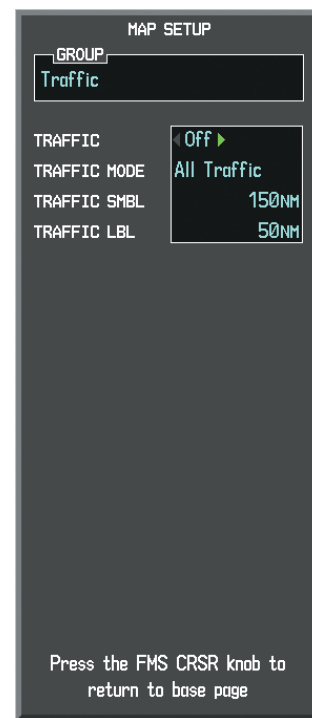 MAP SETUP
GROUP
Traffic
TRAFFIC Off
TRAFFIC MODE All Traffic
TRAFFIC SMBL 150NM
TRAFFIC LBL 50NM
Press the FMS CRSR knob to
return to base page